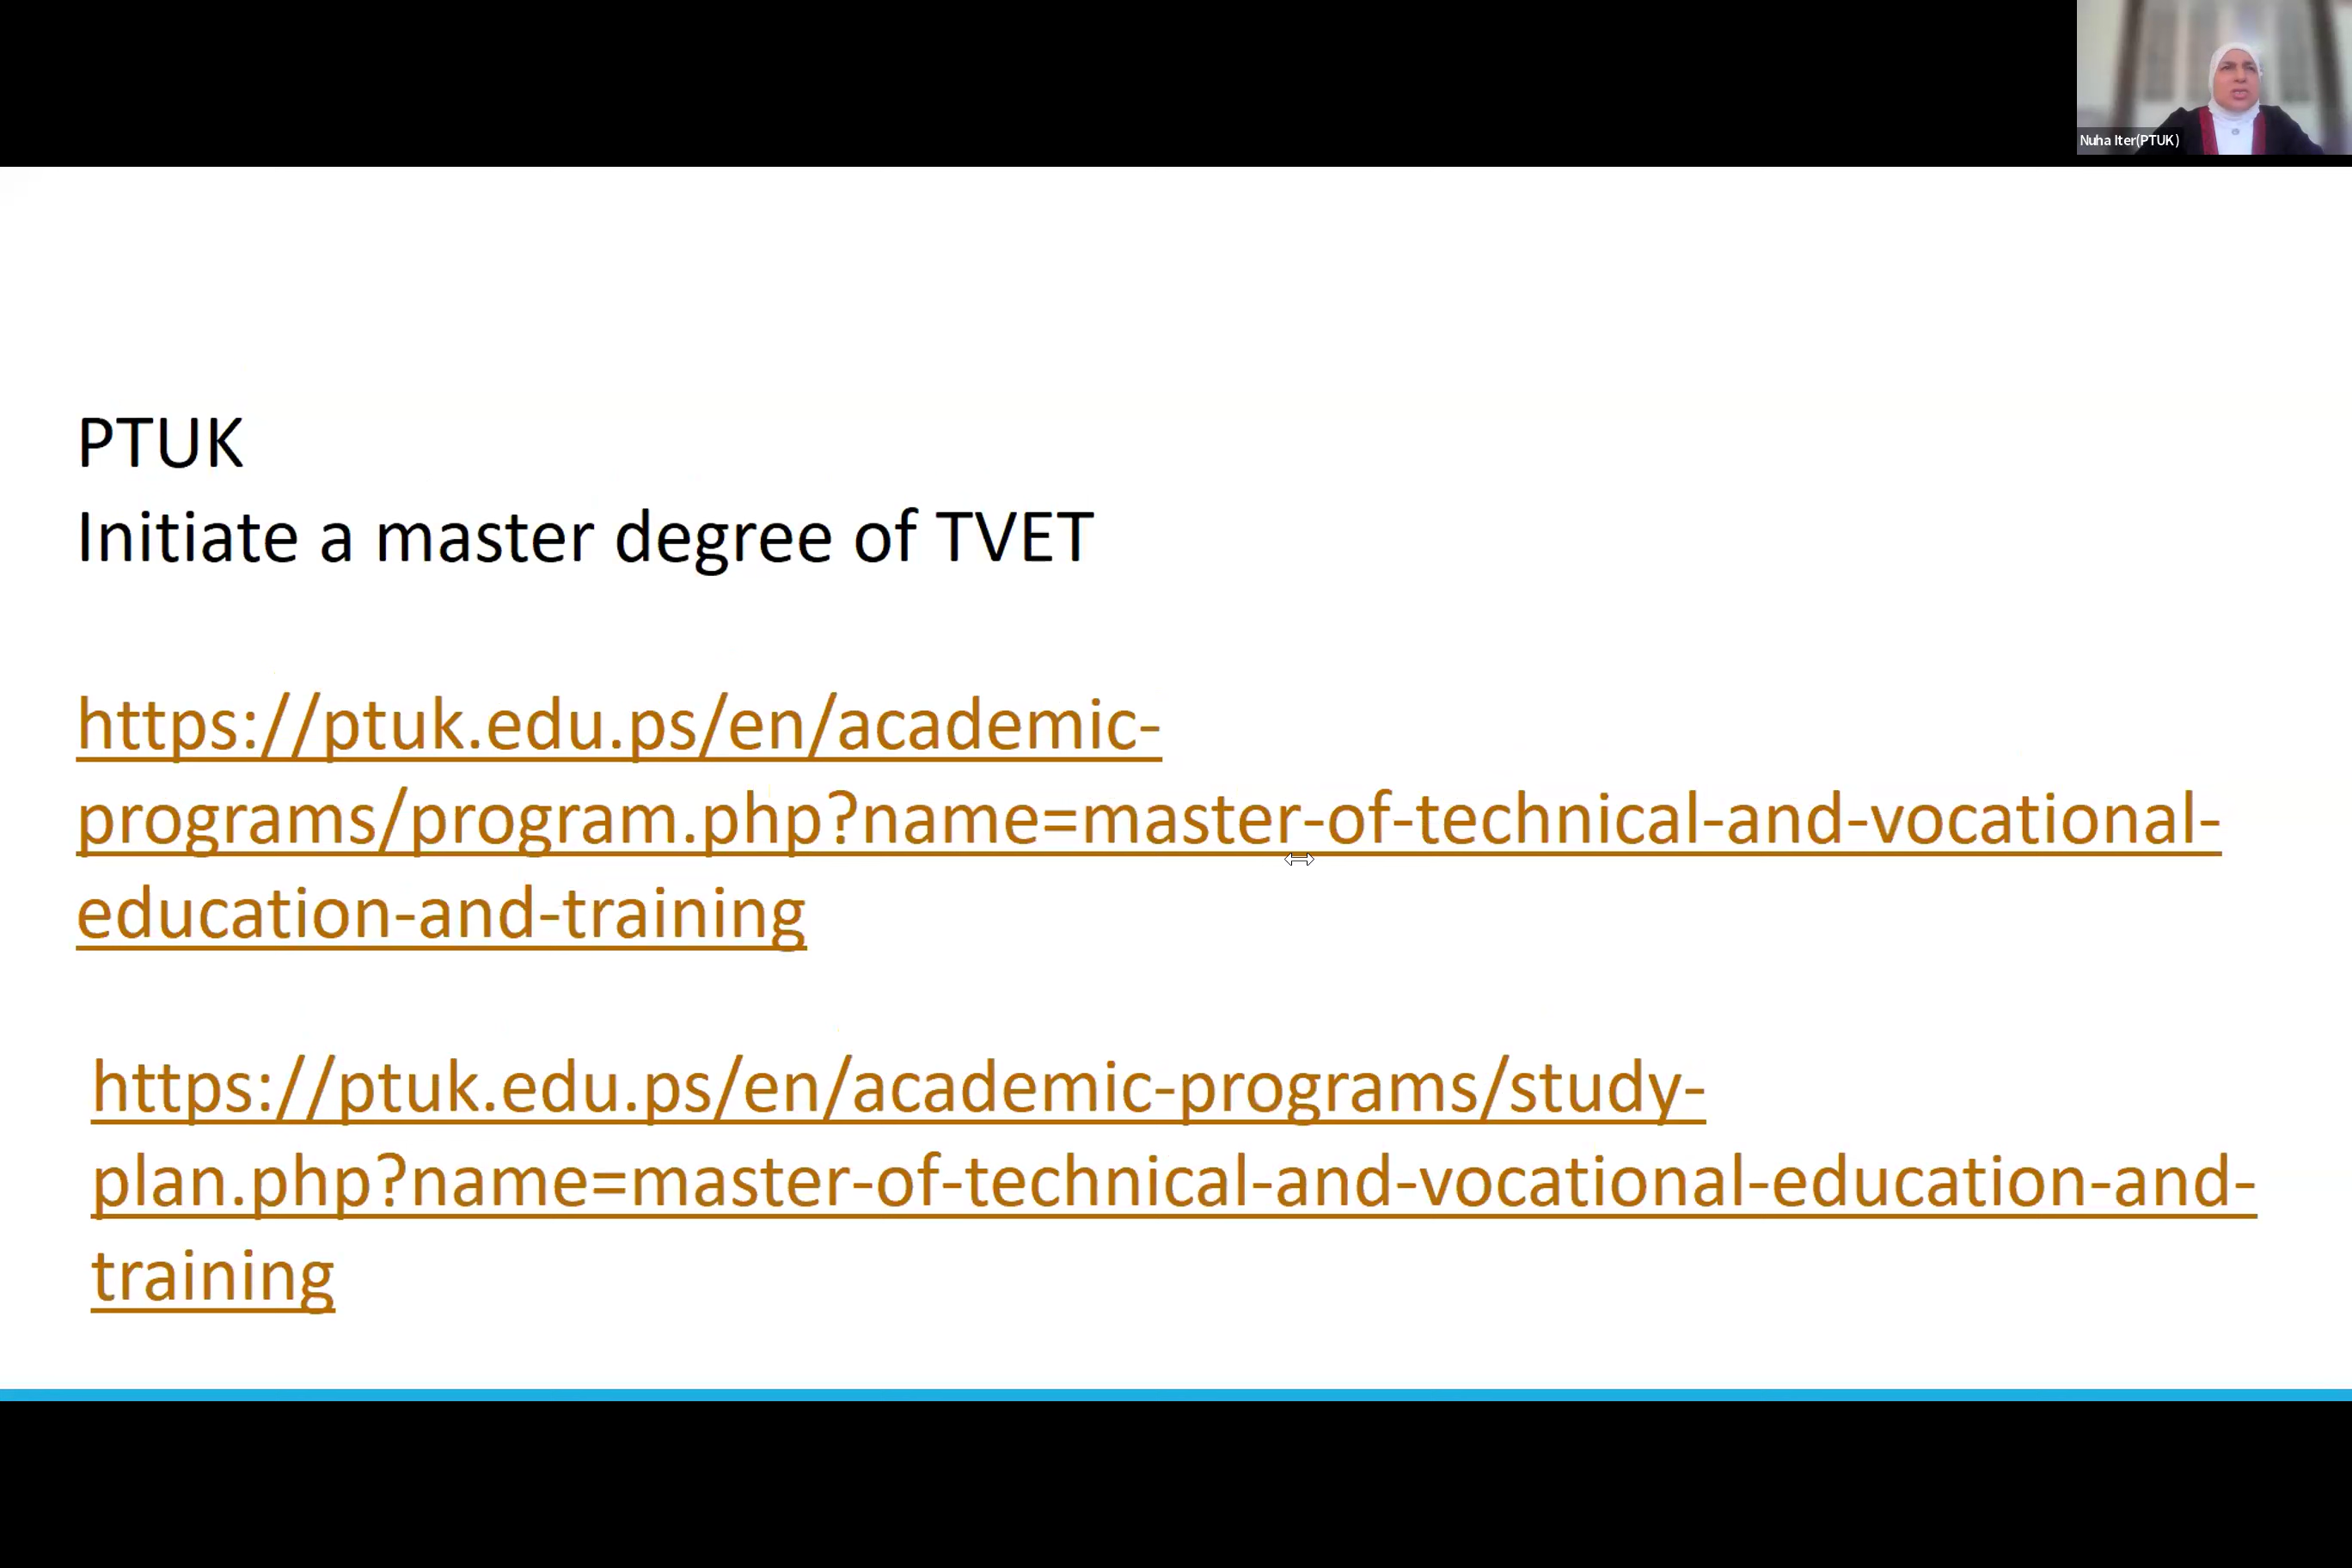 Nuha Iter(PTUK)
PTUK
Initiate a master degree of TVET
https://ptuk.edu.ps/en/academic-
programs/program.php?name=master-of-technical-and-vocational-
education-and-training
https://ptuk.edu.ps/en/academic-programs/study-
plan.php?name=master-of-technical-and-vocational-education-and-
training